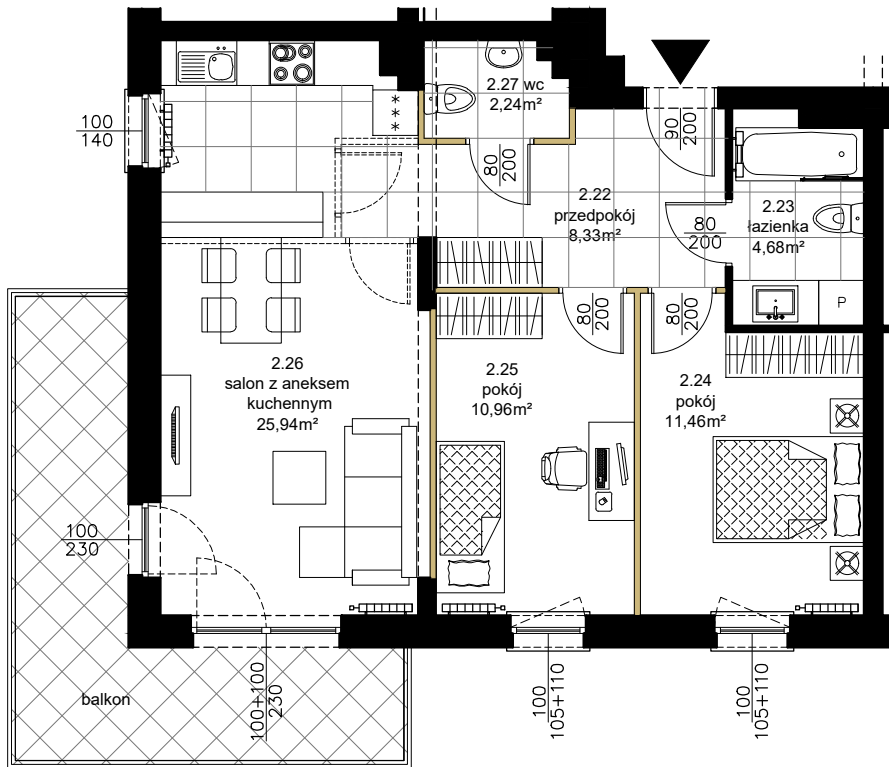 2.27 wc
2,24m²
100
140
***
80
200
90
200
2.22
przedpokój
8,33m²
80
200
2.23
łazienka
4,68m²
P
80
200
80
200
2.26
salon z aneksem
kuchennym
25,94m²
2.25
pokój
10,96m²
2.24
pokój
11,46m²
100
230
balkon
100+100
230
100
105+110
100
105+110